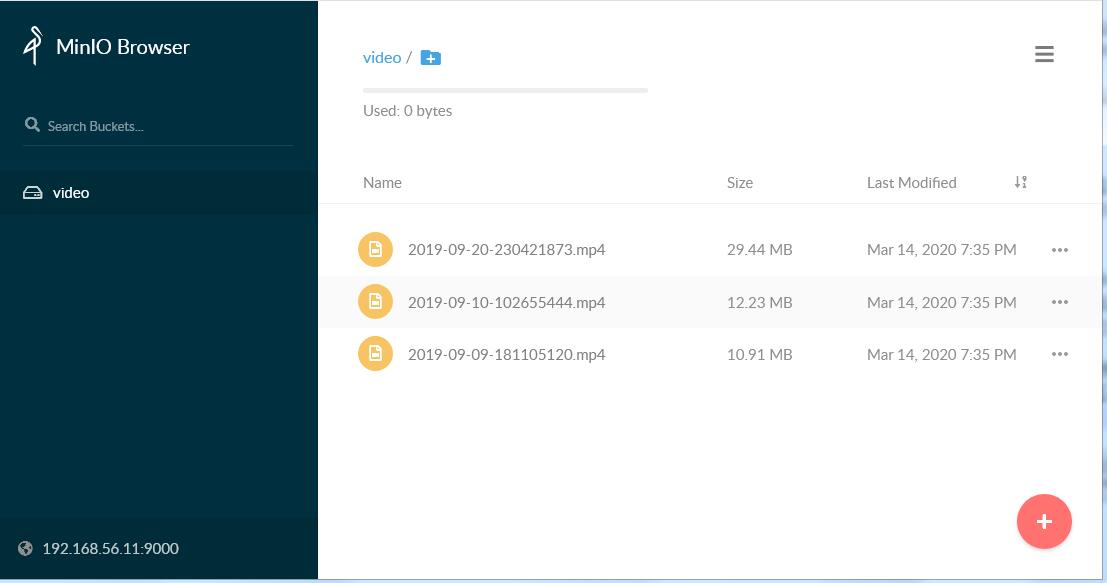 MinIO Browser
Search Buckets...
video
192.168.56.11:9000
video /
Used: 0 bytes
Name Size Last Modified
2019-09-20-230421873.mp4 29.44 MB Mar 14, 2020 7:35 PM
2019-09-10-102655444.mp4 12.23 MB Mar 14, 2020 7:35 PM
2019-09-09-181105120.mp4 10.91 MB Mar 14, 2020 7:35 PM